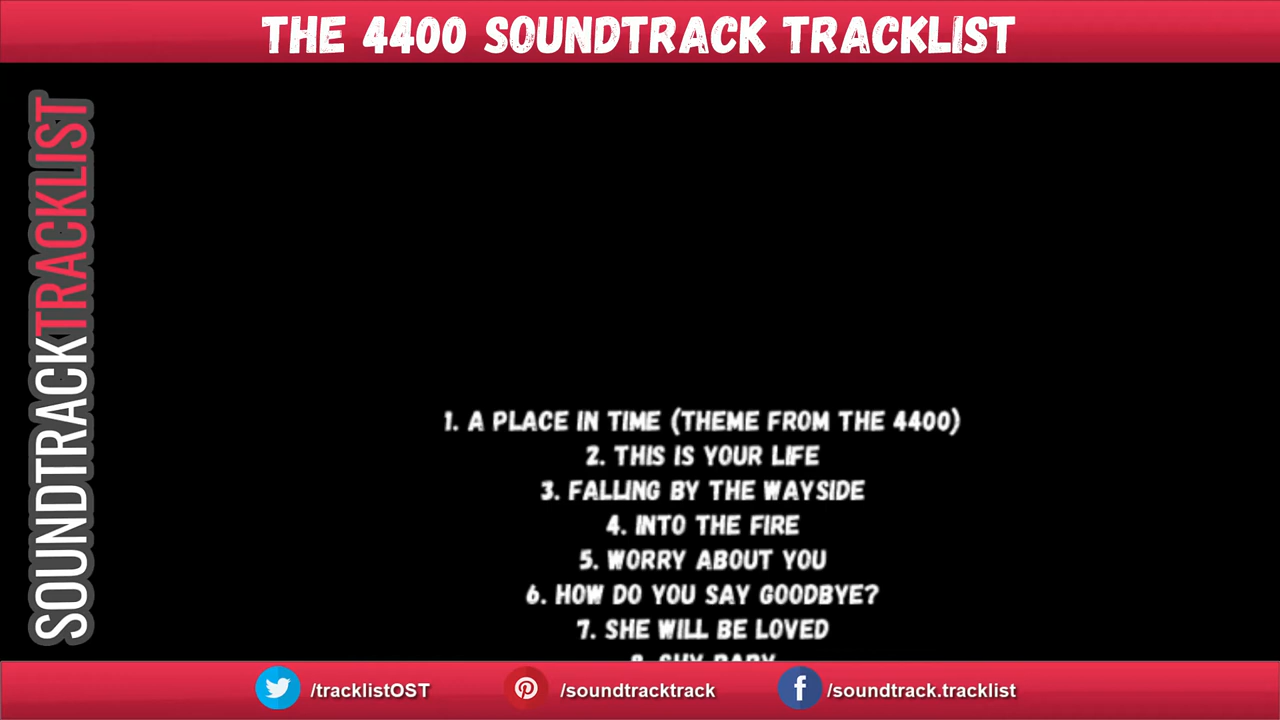 THE 4400 SOUNDTRACK TRACKLIST
SOUNDTRACKTRACKLIST
1. A PLACE IN TIME (THEME FROM THE 4400)
2. THIS IS YOUR LIFE
3. FALLING BY THE WAYSIDE
4. INTO THE FIRE
5. WORRY ABOUT YOU
6. HOW DO YOU SAY GOODBYE?
7. SHE WILL BE LOVED
/tracklistOST
/soundtracktrack
/soundtrack.tracklist